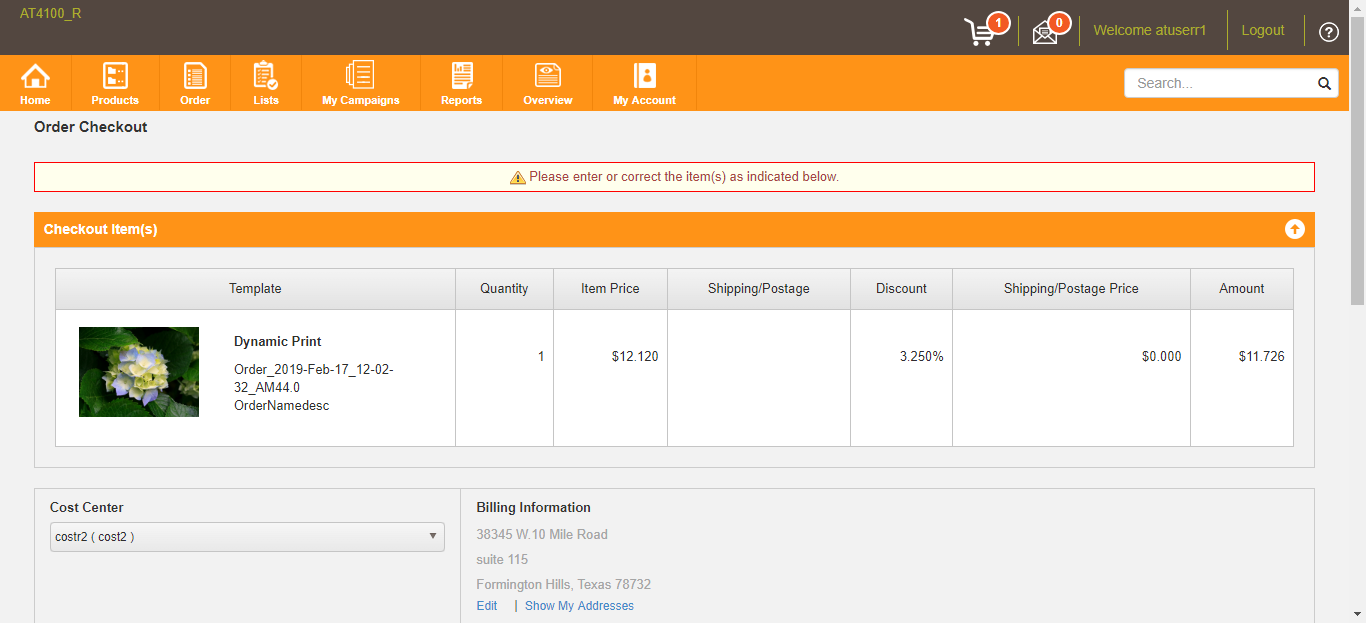 AT4100_R
1
0
Welcome atuserr1
Logout
?
Home
Products
Order
Lists
My Campaigns
Reports
Overview
My Account
Search...
Order Checkout
Please enter or correct the item(s) as indicated below.
Checkout Item(s)
Template
Quantity
Item Price
Shipping/Postage
Discount
Shipping/Postage Price
Amount
Dynamic Print
Order_2019-Feb-17_12-02-
32_AM44.0
OrderNamedesc
1
$12.120
3.250%
$0.000
$11.726
Cost Center
costr2 ( cost2 )
Billing Information
38345 W.10 Mile Road
suite 115
Formington Hills, Texas 78732
Edit | Show My Addresses